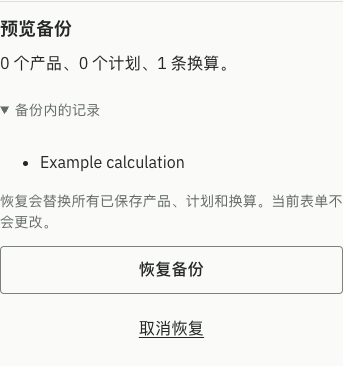 预览备份
0 个产品、0 个计划、1 条换算。
▼ 备份内的记录
• Example calculation
恢复会替换所有已保存产品、计划和换算。当前表单不
会更改。
恢复备份
取消恢复